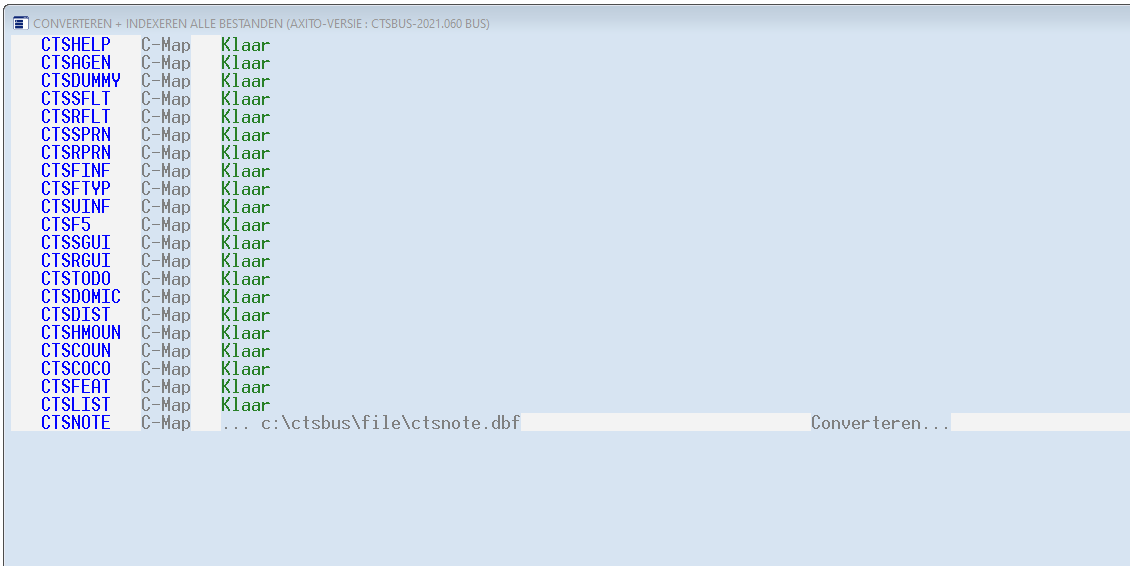 CONVERTEREN + INDEXEREN ALLE BESTANDEN (AXITO-VERSIE : CTSBUS-2021.060 BUS)
CTSHELP C-Map Klaar
CTSAGEN C-Map Klaar
CTSDUMMY C-Map Klaar
CTSSFLT C-Map Klaar
CTSRFLT C-Map Klaar
CTSSPRN C-Map Klaar
CTSRPRN C-Map Klaar
CTSFINF C-Map Klaar
CTSFTYP C-Map Klaar
CTSUINF C-Map Klaar
CTSF5 C-Map Klaar
CTSSGUI C-Map Klaar
CTSRGUI C-Map Klaar
CTSTODO C-Map Klaar
CTSDOMIC C-Map Klaar
CTSDIST C-Map Klaar
CTSHMOUN C-Map Klaar
CTSCOUN C-Map Klaar
CTSCOCO C-Map Klaar
CTSFEAT C-Map Klaar
CTSLIST C-Map Klaar
CTSNOTE C-Map ... c:\ctsbus\file\ctsnote.dbf Converteren...